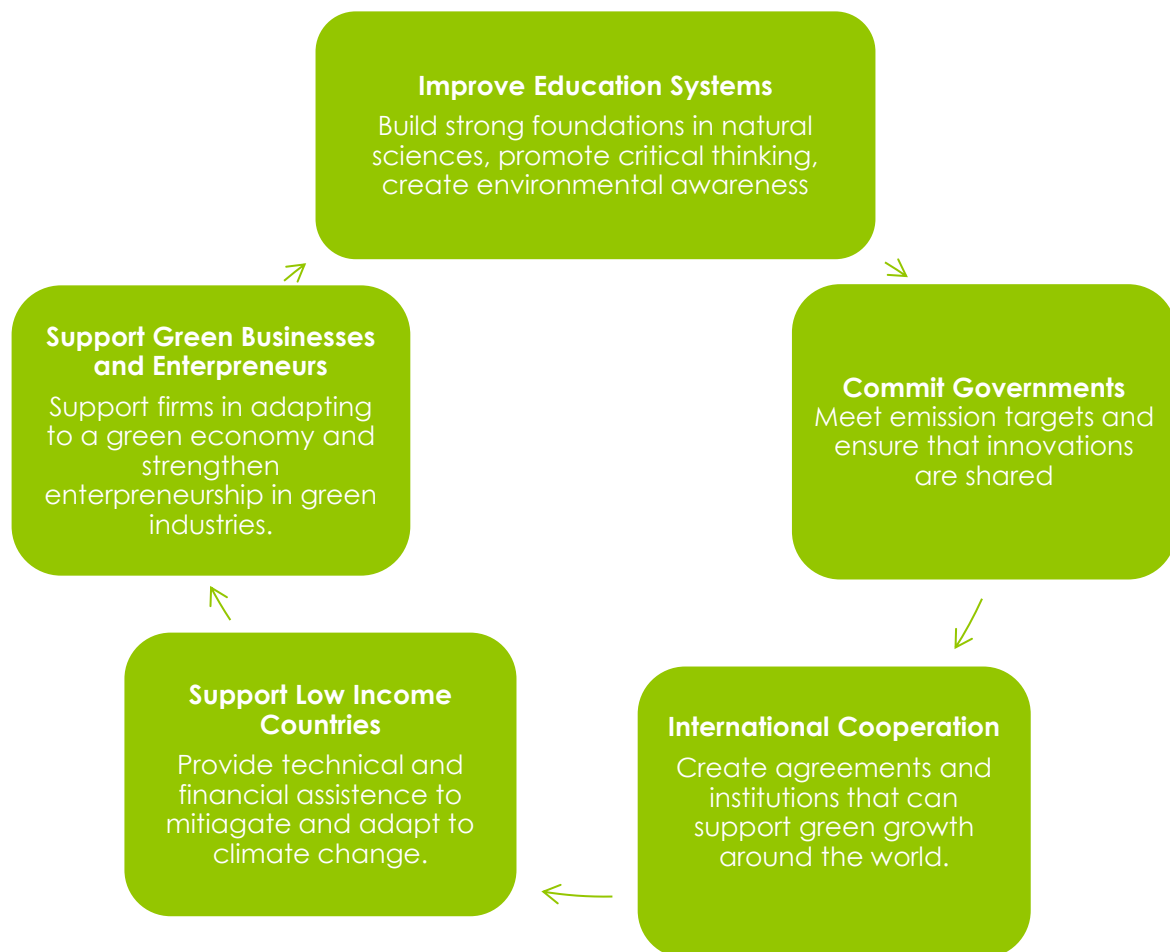 Improve Education Systems
Build strong foundations in natural
sciences, promote critical thinking,
create environmental awareness
Commit Governments
Meet emission targets and
ensure that innovations
are shared
International Cooperation
Create agreements and
institutions that can
support green growth
around the world.
Support Low Income
Countries
Provide technical and
financial assistence to
mitiagate and adapt to
climate change.
Support Green Businesses
and Enterpreneurs
Support firms in adapting
to a green economy and
strengthen
enterpreneurship in green
industries.